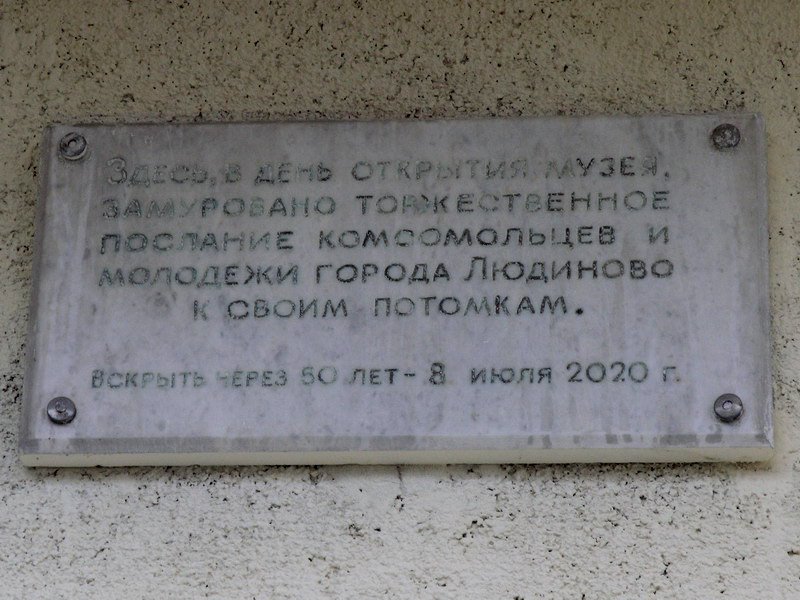 Здесь, в день открытия музея,
замуровано торжественное
послание комсомольцев и
молодежи города Людиново
к своим потомкам.
Вскрыть через 50 лет – 8 июля 2020 г.